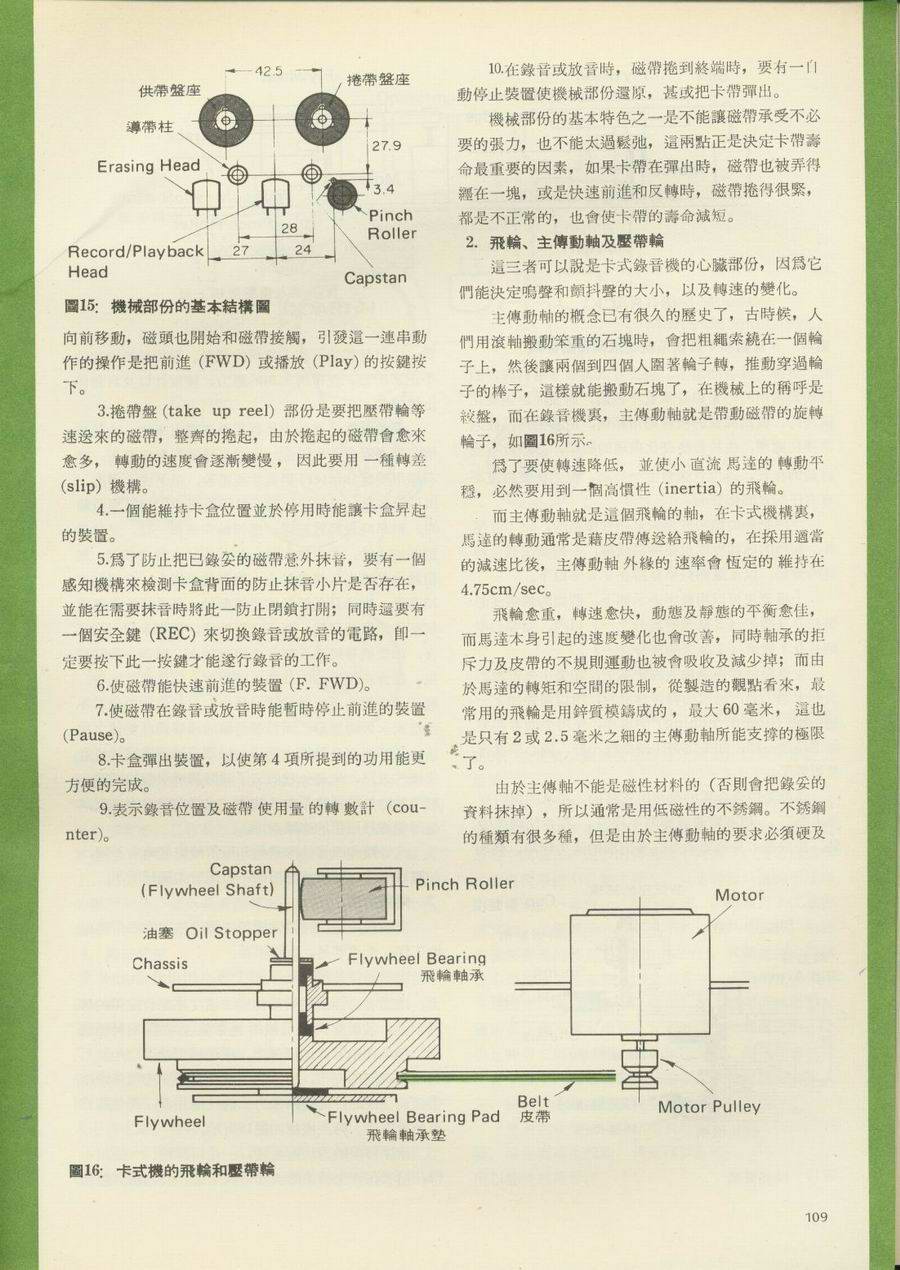 42.5
供帶盤座
捲帶盤座
導帶柱
27.9
Erasing Head
3.4
Pinch
Roller
28
Record/Playback
Head
27
24
Capstan
圖15: 機械部份的基本結構圖
向前移動，磁頭也開始和磁帶接觸，引發這一連串動
作的操作是把前進 (FWD) 或播放 (Play) 的按鍵按
下。
3.捲帶盤 (take up reel) 部份是要把壓帶輪等
速送來的磁帶，整齊的捲起，由於捲起的磁帶會愈來
愈多，轉動的速度會逐漸變慢，因此要用一種轉差
(slip) 機構。
4.一個能維持卡盒位置並於停用時能讓卡盒昇起
的裝置。
5.爲了防止把已錄妥的磁帶意外抹音，要有一個
感知機構來檢測卡盒背面的防止抹音小片是否存在，
並能在需要抹音時將此一防止閉鎖打開；同時還要有
一個安全鍵 (REC) 來切換錄音或放音的電路，卽一
定要按下此一按鍵才能遂行錄音的工作。
6.使磁帶能快速前進的裝置 (F. FWD)。
7.使磁帶在錄音或放音時能暫時停止前進的裝置
(Pause)。
8.卡盒彈出裝置，以使第 4 項所提到的功用能更
方便的完成。
9.表示錄音位置及磁帶使用量的轉數計 (cou-
nter)。
10.在錄音或放音時，磁帶捲到終端時，要有一自
動停止裝置使機械部份還原，甚或把卡帶彈出。
機械部份的基本特色之一是不能讓磁帶承受不必
要的張力，也不能太過鬆弛，這兩點正是決定卡帶壽
命最重要的因素，如果卡帶在彈出時，磁帶也被弄得
纏在一塊，或是快速前進和反轉時，磁帶捲得很緊，
都是不正常的，也會使卡帶的壽命減短。
2. 飛輪、主傳動軸及壓帶輪
這三者可以說是卡式錄音機的心臟部份，因爲它
們能決定嗚聲和顫抖聲的大小，以及轉速的變化。
主傳動軸的概念已有很久的歷史了，古時候，人
們用滾軸搬動笨重的石塊時，會把粗繩索繞在一個輪
子上，然後讓兩個到四個人圍著輪子轉，推動穿過輪
子的棒子，這樣就能搬動石塊了，在機械上的稱呼是
絞盤，而在錄音機裏，主傳動軸就是帶動磁帶的旋轉
輪子，如圖16所示。
爲了要使轉速降低，並使小直流馬達的轉動平
穩，必然要用到一個高慣性 (inertia) 的飛輪。
而主傳動軸就是這個飛輪的軸，在卡式機構裏，
馬達的轉動通常是藉皮帶傳送給飛輪的，在採用適當
的減速比後，主傳動軸外緣的速率會恆定的維持在
4.75cm/sec。
飛輪愈重，轉速愈快，動態及靜態的平衡愈佳，
而馬達本身引起的速度變化也會改善，同時軸承的拒
斥力及皮帶的不規則運動也被會吸收及減少掉；而由
於馬達的轉矩和空間的限制，從製造的觀點看來，最
常用的飛輪是用鋅質模鑄成的，最大 60 毫米，這也
是只有 2 或 2.5 毫米之細的主傳動軸所能支撐的極限
了。
由於主傳軸不能是磁性材料的（否則會把錄妥的
資料抹掉），所以通常是用低磁性的不銹鋼。不銹鋼
的種類有很多種，但是由於主傳動軸的要求必須硬及
Capstan
(Flywheel Shaft)
Pinch Roller
Motor
油塞 Oil Stopper
Chassis
Flywheel Bearing
飛輪軸承
Flywheel
Flywheel Bearing Pad
飛輪軸承墊
Belt
皮帶
Motor Pulley
圖16: 卡式機的飛輪和壓帶輪
109